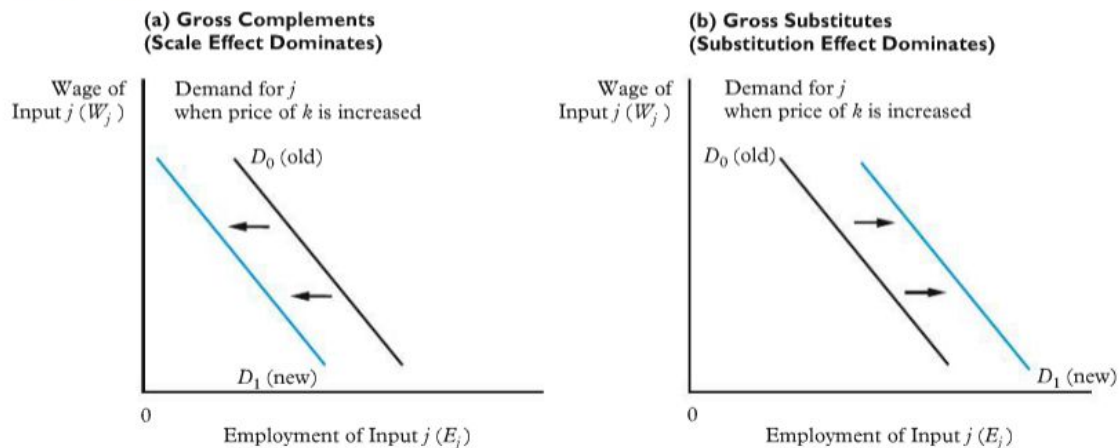 (a) Gross Complements
(Scale Effect Dominates)
Wage of
Input j (Wj)
Demand for j
when price of k is increased
D0 (old)
D1 (new)
0
Employment of Input j (Ej)
(b) Gross Substitutes
(Substitution Effect Dominates)
Wage of
Input j (Wj)
Demand for j
when price of k is increased
D0 (old)
D1 (new)
0
Employment of Input j (Ej)